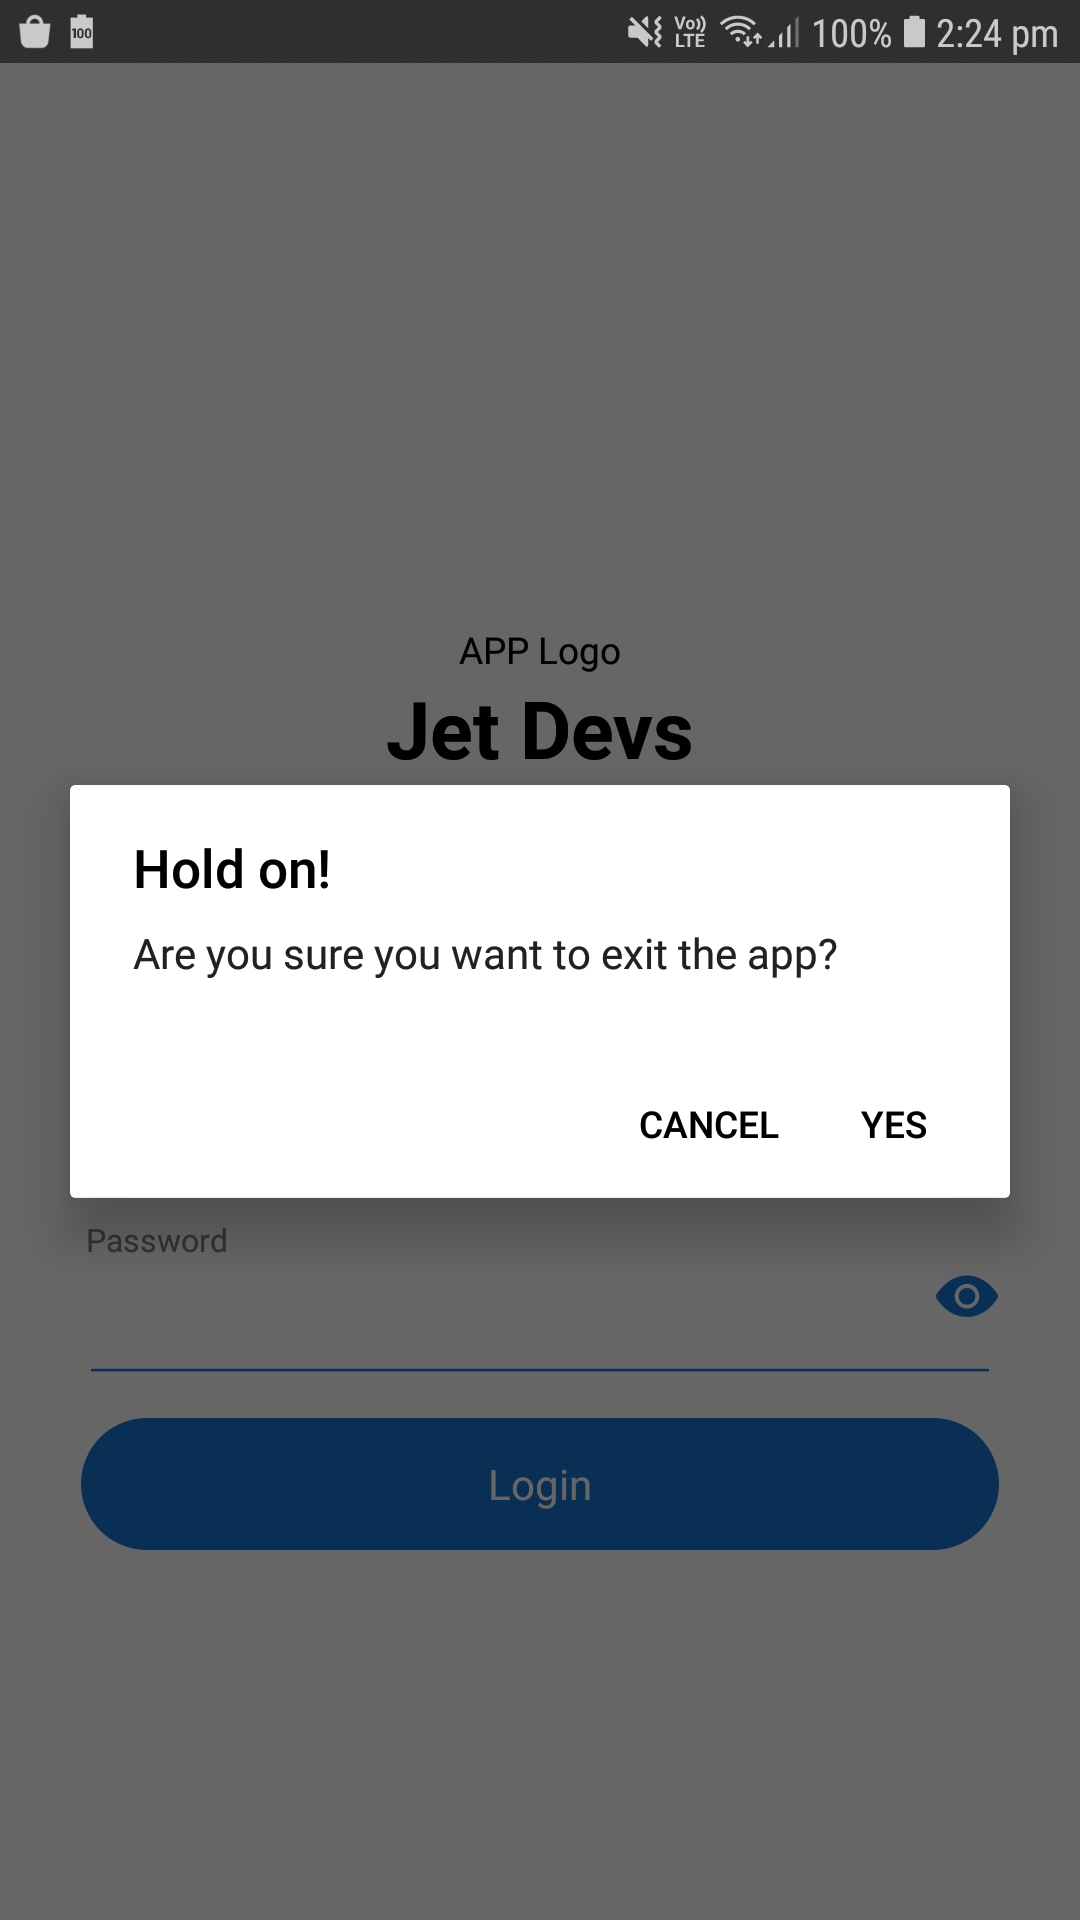 100 Vo)) LTE 100% 2:24 pm
APP Logo
Jet Devs
Hold on!
Are you sure you want to exit the app?
CANCEL YES
Password
Login